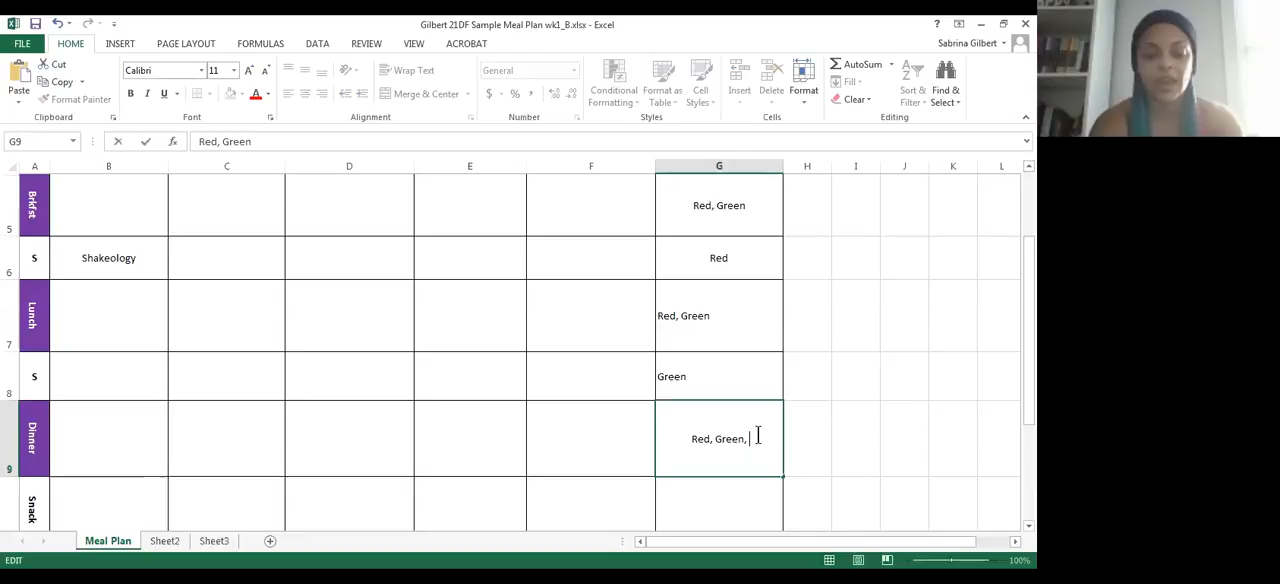 Gilbert 21DF Sample Meal Plan wk1_B.xlsx - Excel
FILE HOME INSERT PAGE LAYOUT FORMULAS DATA REVIEW VIEW ACROBAT Sabrina Gilbert
Paste Cut Copy Format Painter Clipboard
Calibri 11 B I U Font
Wrap Text Merge & Center Alignment
General $ % , Number
Conditional Formatting Format as Table Cell Styles Styles
Insert Delete Format Cells
AutoSum Fill Clear Sort & Filter Find & Select Editing
G9 fx Red, Green
A B C D E F G H I J K L
5 Brkfst Red, Green
6 S Shakeology Red
7 Lunch Red, Green
8 S Green
9 Dinner Red, Green,
Snack
Meal Plan Sheet2 Sheet3
EDIT 100%